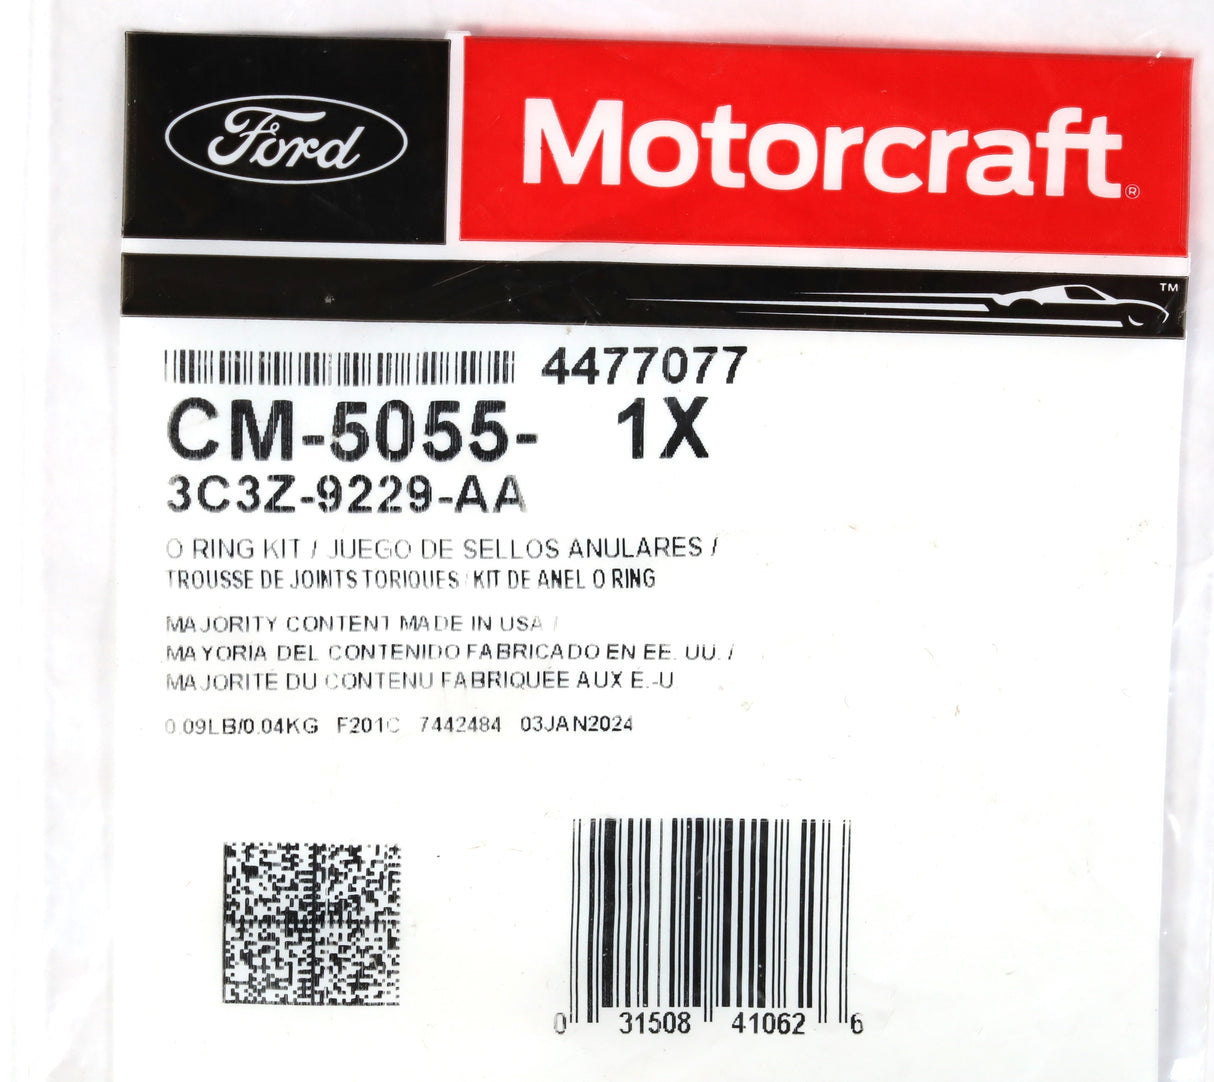 Ford
Motorcraft®
TM
4477077
CM-5055- 1X
3C3Z-9229-AA
O RING KIT / JUEGO DE SELLOS ANULARES /
TROUSSE DE JOINTS TORIQUES / KIT DE ANEL O RING
MAJORITY CONTENT MADE IN USA /
MAYORIA DEL CONTENIDO FABRICADO EN EE. UU. /
MAJORITÉ DU CONTENU FABRIQUÉE AUX É.-U
0.09LB/0.04KG F201C 7442484 03JAN2024
0 31508 41062 6